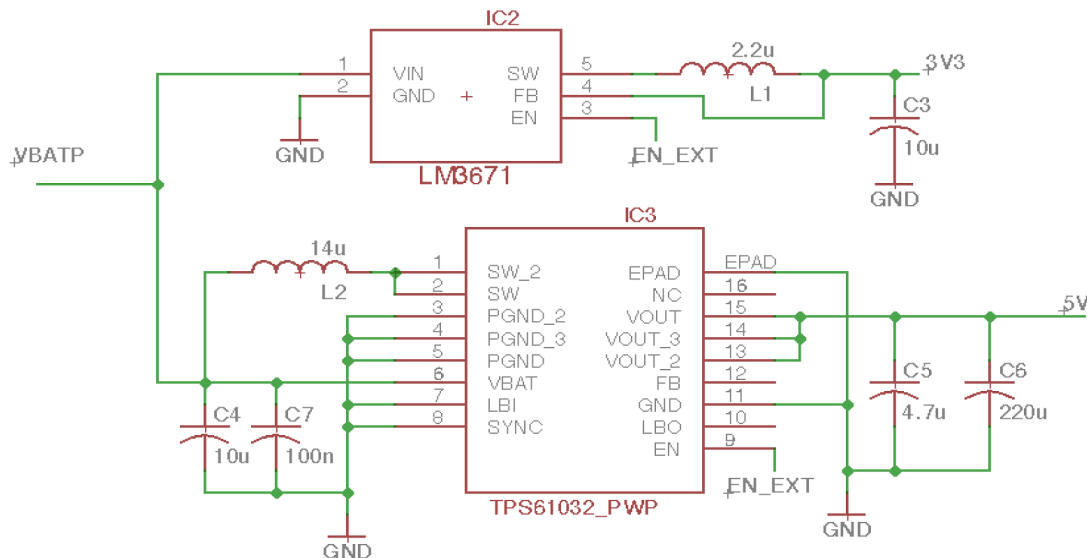 IC2
2.2u
1 VIN SW 5
2 GND FB 4
EN 3
L1
3V3
C3
10u
GND
GND
EN_EXT
LM3671
VBATP
IC3
14u
L2
1 SW_2 EPAD EPAD
2 SW NC 16
3 PGND_2 VOUT 15
4 PGND_3 VOUT_3 14
5 PGND VOUT_2 13
6 VBAT FB 12
7 LBI GND 11
8 SYNC LBO 10
EN 9
5V
C4
10u
C7
100n
C5
4.7u
C6
220u
EN_EXT
TPS61032_PWP
GND
GND